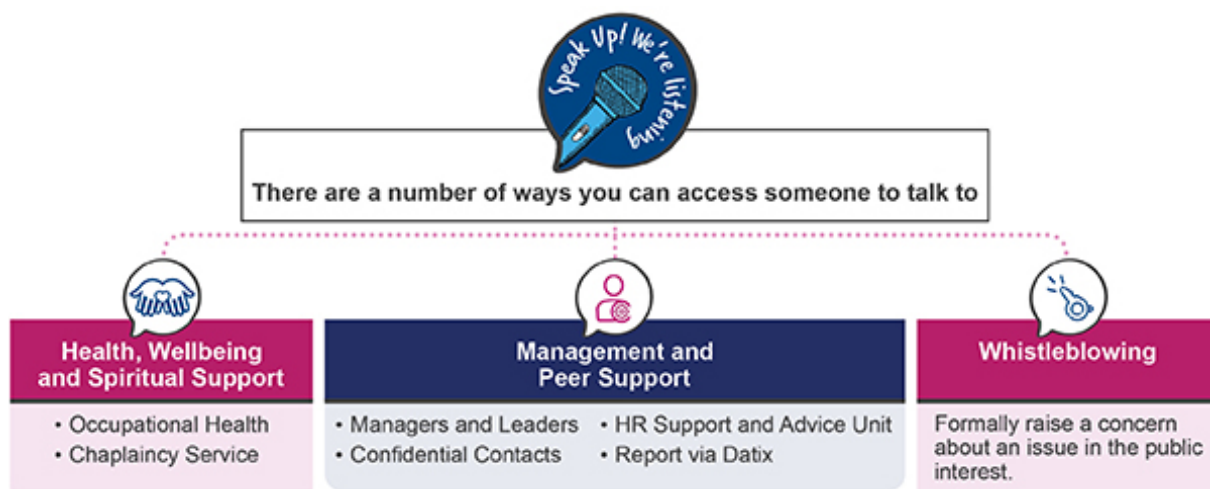 Speak Up! We're listening
There are a number of ways you can access someone to talk to
Health, Wellbeing
and Spiritual Support
• Occupational Health
• Chaplaincy Service
Management and
Peer Support
• Managers and Leaders
• Confidential Contacts
• HR Support and Advice Unit
• Report via Datix
Whistleblowing
Formally raise a concern
about an issue in the public
interest.